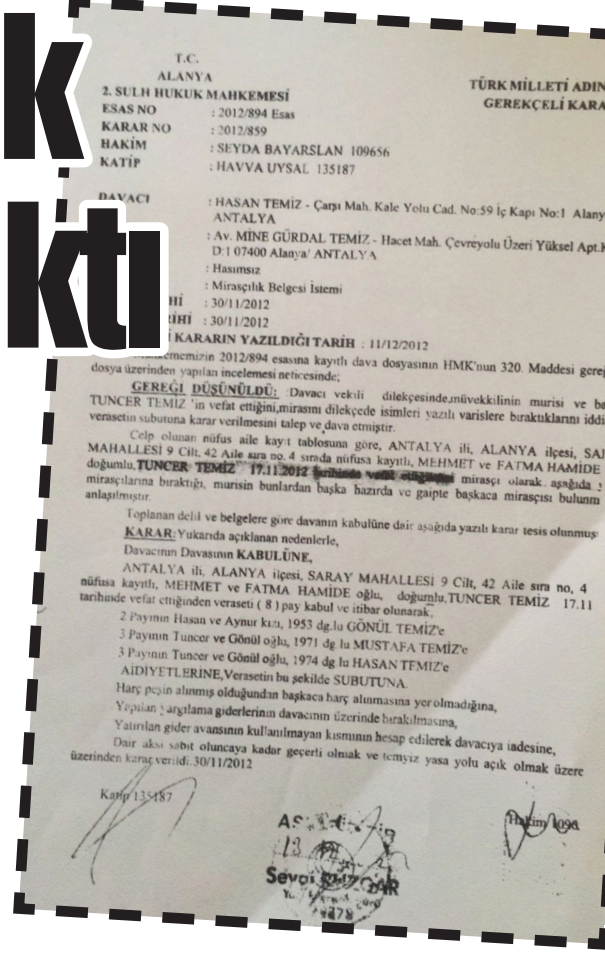 k
ktı
T.C.
ALANYA
2. SULH HUKUK MAHKEMESİ
TÜRK MİLLETİ ADIN
GEREKÇELİ KARA
ESAS NO : 2012/894 Esas
KARAR NO : 2012/859
HAKİM : SEYDA BAYARSLAN 109656
KATİP : HAVVA UYSAL 135187
DAVACI : HASAN TEMİZ - Çarşı Mah. Kale Yolu Cad. No:59 İç Kapı No:1 Alany
ANTALYA
: Av. MİNE GÜRDAL TEMİZ - Hacet Mah. Çevreyolu Üzeri Yüksel Apt.K
D:1 07400 Alanya/ ANTALYA
: Hasımsız
: Mirasçılık Belgesi İstemi
HI : 30/11/2012
RİHİ : 30/11/2012
KARARIN YAZILDIĞI TARİH : 11/12/2012
2012/894 esasına kayıtlı dava dosyasının HMK'nun 320. Maddesi gereğ
dosya üzerinden yapılan incelemesi neticesinde;
GEREĞİ DÜŞÜNÜLDÜ: Davacı vekili dilekçesinde,müvekkilinin murisi ve ba
TUNCER TEMİZ 'in vefat ettiğini,mirasını dilekçede isimleri yazılı varislere bıraktıklarını iddi
verasetin subutuna karar verilmesini talep ve dava etmiştir.
Celp olunan nüfus aile kayıt tablosuna göre, ANTALYA ili, ALANYA ilçesi, SAR
MAHALLESİ 9 Cilt, 42 Aile sıra no, 4 sırada nüfusa kayıtlı, MEHMET ve FATMA HAMİDE
doğumlu,TUNCER TEMİZ 17.11.2012 tarihinde vefat ettiğinden mirasçı olarak aşağıda
mirasçılarına bıraktığı, murisin bunlardan başka hazırda ve gaipte başkaca mirasçısı bulunm
anlaşılmıştır.
Toplanan delil ve belgelere göre davanın kabulüne dair aşağıda yazılı karar tesis olunmuş
KARAR:Yukarıda açıklanan nedenlerle,
Davacının Davasının KABULÜNE,
ANTALYA ili, ALANYA ilçesi, SARAY MAHALLESİ 9 Cilt, 42 Aile sıra no, 4
nüfusa kayıtlı, MEHMET ve FATMA HAMİDE oğlu, doğumlu,TUNCER TEMİZ 17.11
tarihinde vefat ettiğinden veraseti ( 8 ) pay kabul ve itibar olunarak,
2 Payının Hasan ve Aynur kızı, 1953 dg.lu GÖNÜL TEMİZ'e
3 Payının Tuncer ve Gönül oğlu, 1971 dg.lu MUSTAFA TEMİZ'e
3 Payının Tuncer ve Gönül oğlu, 1974 dg.lu HASAN TEMİZ'e
AİDİYETLERİNE,Verasetin bu şekilde SUBUTUNA.
Harç peşin alınmış olduğundan başkaca harç alınmasına yer olmadığına,
Yapılan yargılama giderlerinin davacının üzerinde bırakılmasına,
Yatırılan gider avansının kullanılmayan kısmının hesap edilerek davacıya iadesine,
Dair aksi sabit oluncaya kadar geçerli olmak ve temyiz yasa yolu açık olmak üzere
üzerinden karar verildi.30/11/2012
Katip 135187
Hakim 1096
Sevgi